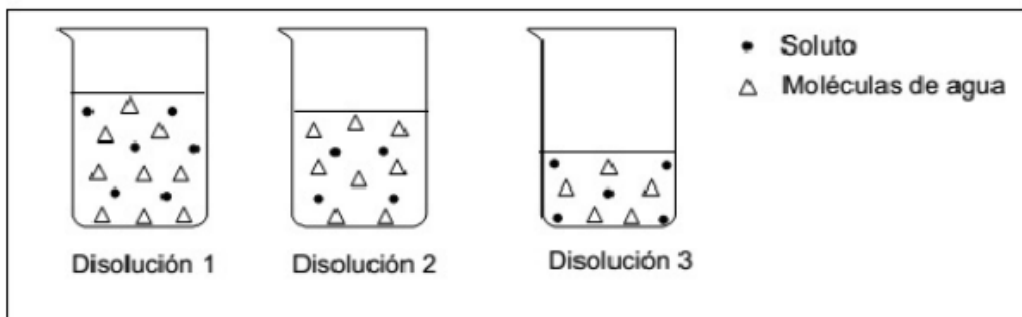 Soluto
Moléculas de agua
Disolución 1
Disolución 2
Disolución 3